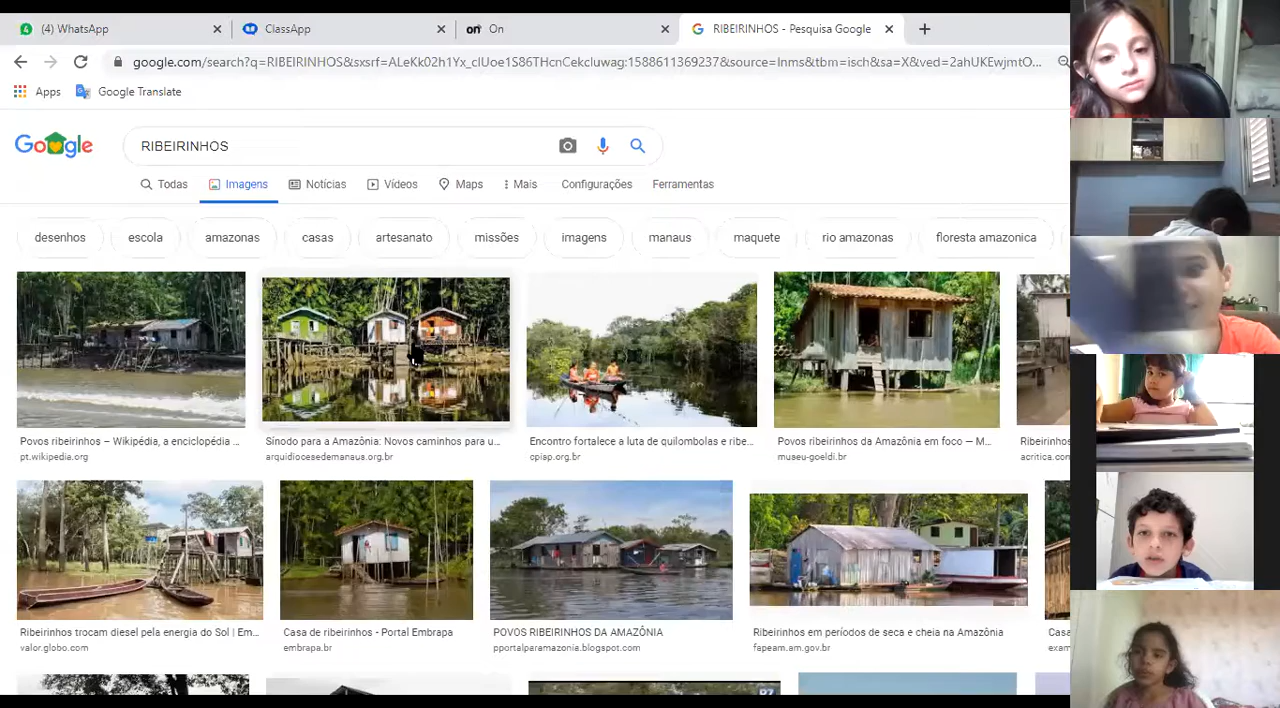 (4) WhatsApp
ClassApp
on On
RIBEIRINHOS - Pesquisa Google
google.com/search?q=RIBEIRINHOS&sxsrf=ALeKk02h1Yx_cIUoe1S86THcnCekcluwag:1588611369237&source=lnms&tbm=isch&sa=X&ved=2ahUKEwjmtO...
Apps Google Translate
Google
RIBEIRINHOS
Todas Imagens Notícias Vídeos Maps Mais Configurações Ferramentas
desenhos escola amazonas casas artesanato missões imagens manaus maquete rio amazonas floresta amazonica
Povos ribeirinhos – Wikipédia, a enciclopédia ...
pt.wikipedia.org
Sínodo para a Amazônia: Novos caminhos para u...
arquidiocesedemanaus.org.br
Encontro fortalece a luta de quilombolas e ribe...
cpisp.org.br
Povos ribeirinhos da Amazônia em foco — M...
museu-goeldi.br
Ribeirinhos
acritica.com
Ribeirinhos trocam diesel pela energia do Sol | Em...
valor.globo.com
Casa de ribeirinhos - Portal Embrapa
embrapa.br
POVOS RIBEIRINHOS DA AMAZÔNIA
pportalparamazonia.blogspot.com
Ribeirinhos em períodos de seca e cheia na Amazônia
fapeam.am.gov.br
Casa
exam